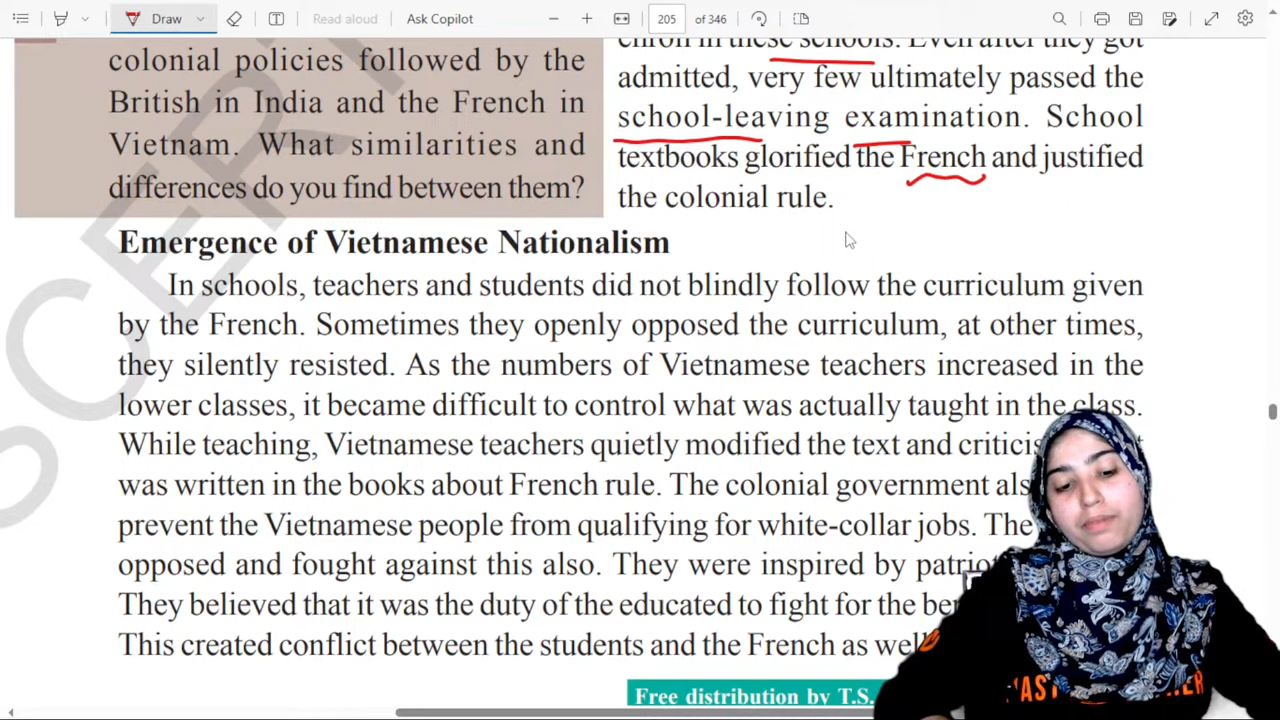 Draw
Read aloud
Ask Copilot
205 of 346
colonial policies followed by the
British in India and the French in
Vietnam. What similarities and
differences do you find between them?
enroll in these schools. Even after they got
admitted, very few ultimately passed the
school-leaving examination. School
textbooks glorified the French and justified
the colonial rule.
Emergence of Vietnamese Nationalism
In schools, teachers and students did not blindly follow the curriculum given
by the French. Sometimes they openly opposed the curriculum, at other times,
they silently resisted. As the numbers of Vietnamese teachers increased in the
lower classes, it became difficult to control what was actually taught in the class.
While teaching, Vietnamese teachers quietly modified the text and
was written in the books about French rule. The colonial government
prevent the Vietnamese people from qualifying for white-collar jobs. The
opposed and fought against this also. They were inspired by
They believed that it was the duty of the educated to fight for the
This created conflict between the students and the French as
Free distribution by T.S.
SCERT